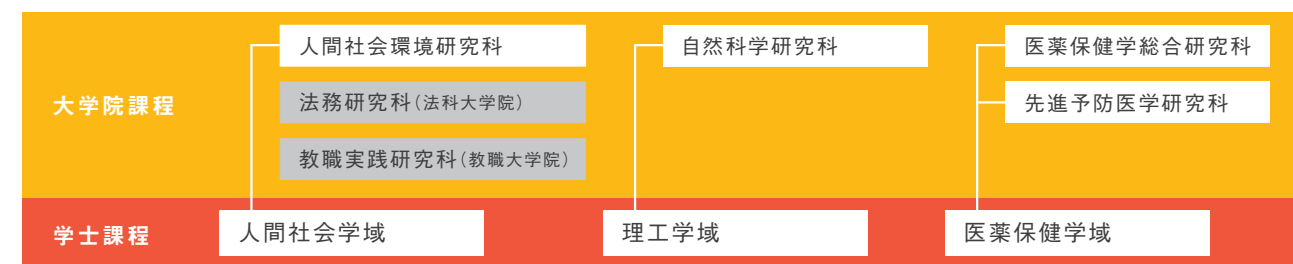 大学院課程
人間社会環境研究科
法務研究科(法科大学院)
教職実践研究科(教職大学院)
自然科学研究科
医薬保健学総合研究科
先進予防医学研究科
学士課程
人間社会学域
理工学域
医薬保健学域